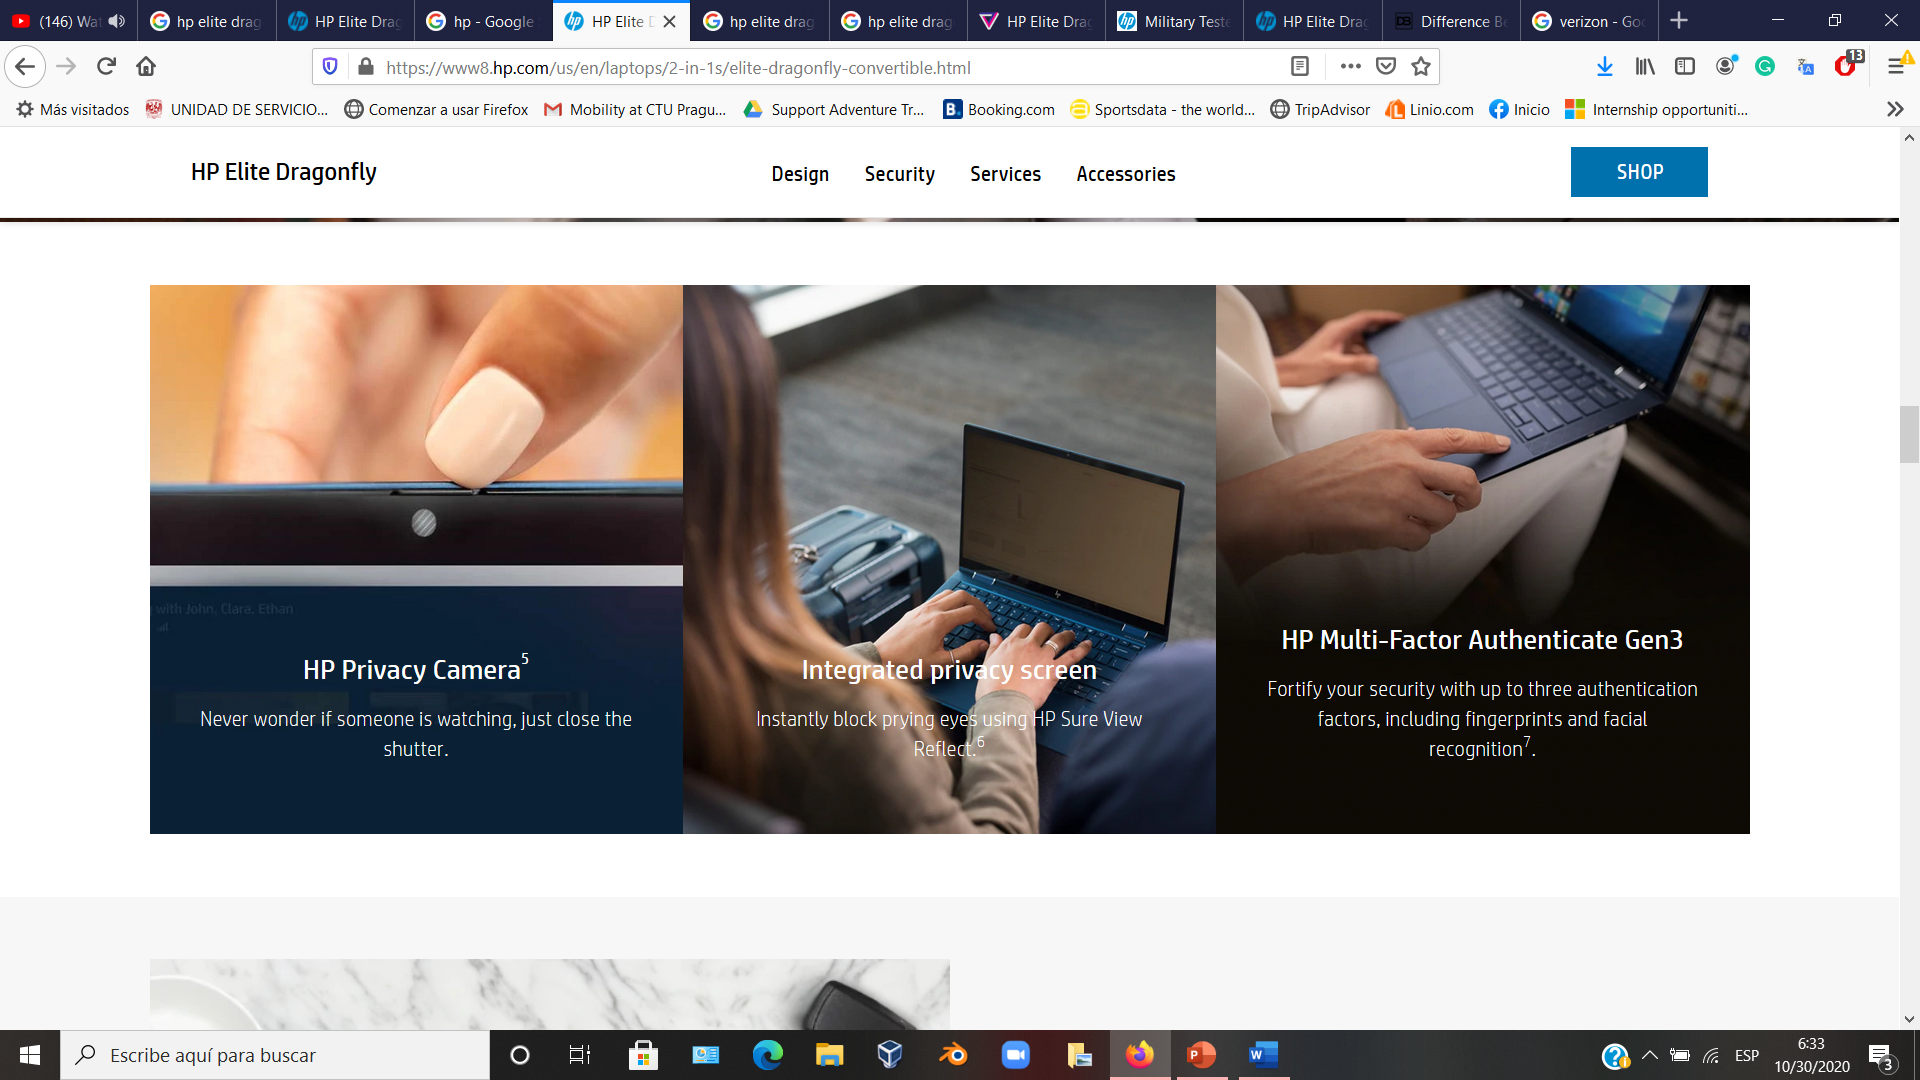 (146) Wat
hp elite drag
HP Elite Drag
hp - Google
HP Elite D
hp elite drag
hp elite drag
HP Elite Drag
Military Teste
HP Elite Drag
Difference Be
verizon - Goo
https://www8.hp.com/us/en/laptops/2-in-1s/elite-dragonfly-convertible.html
13
Más visitados
UNIDAD DE SERVICIO...
Comenzar a usar Firefox
Mobility at CTU Pragu...
Support Adventure Tr...
Booking.com
Sportsdata - the world...
TripAdvisor
Linio.com
Inicio
Internship opportuniti...
HP Elite Dragonfly
Design
Security
Services
Accessories
SHOP
with John, Clara, Ethan
HP Privacy Camera5
Never wonder if someone is watching, just close the
shutter.
Integrated privacy screen
Instantly block prying eyes using HP Sure View
Reflect.6
HP Multi-Factor Authenticate Gen3
Fortify your security with up to three authentication
factors, including fingerprints and facial
recognition7.
Escribe aquí para buscar
ESP
6:33
10/30/2020
3